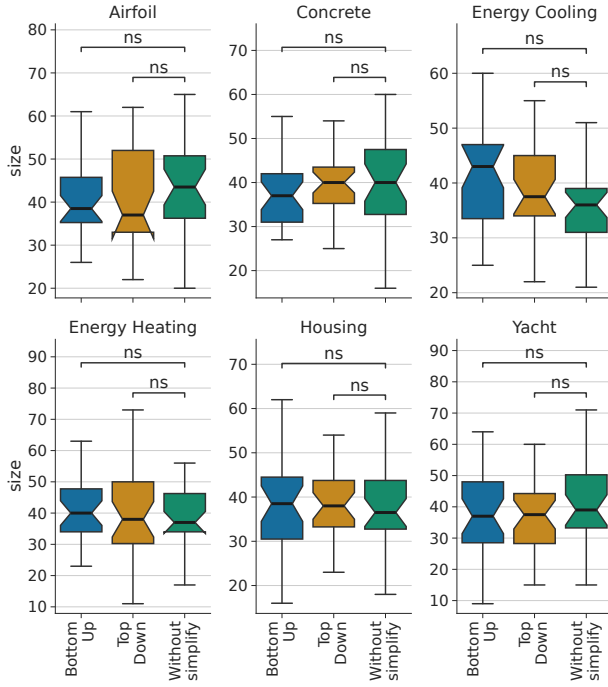 Airfoil
Concrete
Energy Cooling
80
70
60
50
40
30
20
size
ns
ns
70
60
50
40
30
20
ns
ns
60
50
40
30
20
ns
ns
Energy Heating
Housing
Yacht
90
80
70
60
50
40
30
20
10
size
ns
ns
70
60
50
40
30
20
ns
ns
90
80
70
60
50
40
30
20
10
ns
ns
Bottom
Up
Top
Down
Without
simplify
Bottom
Up
Top
Down
Without
simplify
Bottom
Up
Top
Down
Without
simplify